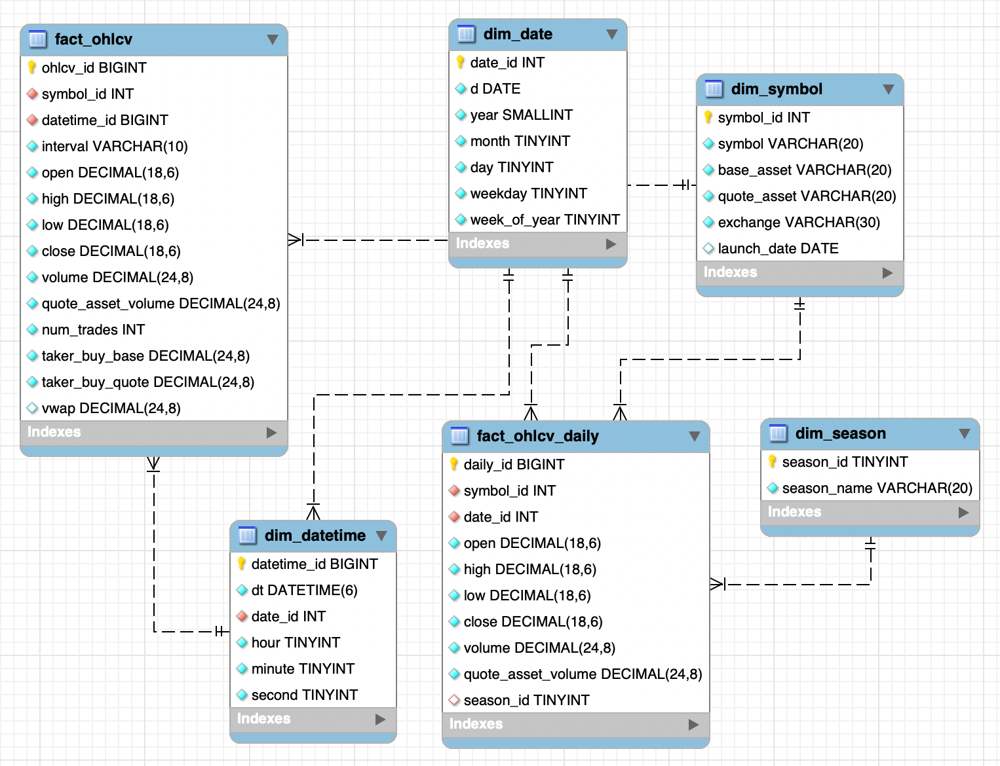 fact_ohlcv
ohlcv_id BIGINT
symbol_id INT
datetime_id BIGINT
interval VARCHAR(10)
open DECIMAL(18,6)
high DECIMAL(18,6)
low DECIMAL(18,6)
close DECIMAL(18,6)
volume DECIMAL(24,8)
quote_asset_volume DECIMAL(24,8)
num_trades INT
taker_buy_base DECIMAL(24,8)
taker_buy_quote DECIMAL(24,8)
vwap DECIMAL(24,8)
Indexes
dim_date
date_id INT
d DATE
year SMALLINT
month TINYINT
day TINYINT
weekday TINYINT
week_of_year TINYINT
Indexes
dim_symbol
symbol_id INT
symbol VARCHAR(20)
base_asset VARCHAR(20)
quote_asset VARCHAR(20)
exchange VARCHAR(30)
launch_date DATE
Indexes
dim_datetime
datetime_id BIGINT
dt DATETIME(6)
date_id INT
hour TINYINT
minute TINYINT
second TINYINT
Indexes
fact_ohlcv_daily
daily_id BIGINT
symbol_id INT
date_id INT
open DECIMAL(18,6)
high DECIMAL(18,6)
low DECIMAL(18,6)
close DECIMAL(18,6)
volume DECIMAL(24,8)
quote_asset_volume DECIMAL(24,8)
season_id TINYINT
Indexes
dim_season
season_id TINYINT
season_name VARCHAR(20)
Indexes